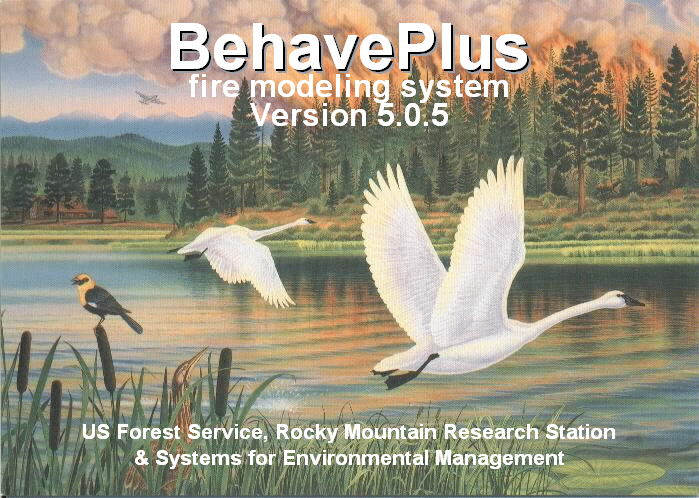 BehavePlus
fire modeling system
Version 5.0.5
US Forest Service, Rocky Mountain Research Station
& Systems for Environmental Management